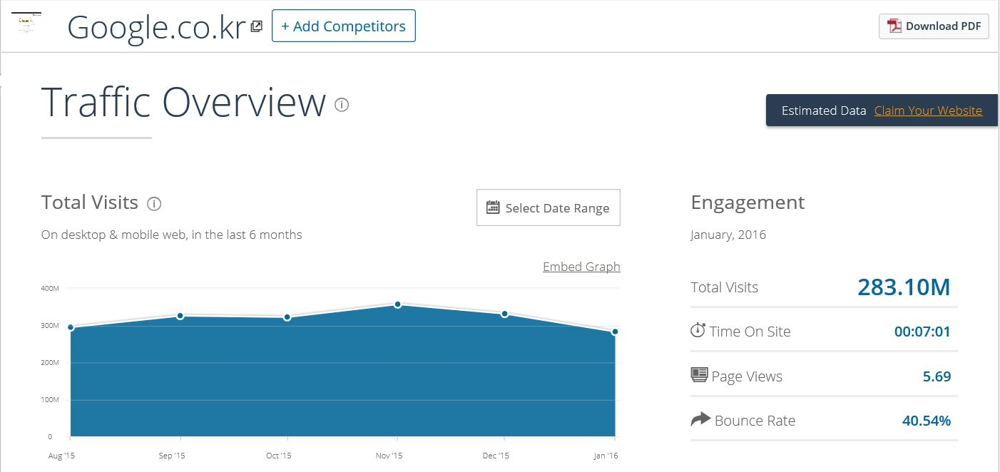 Google.co.kr
+ Add Competitors
Download PDF
Traffic Overview
Estimated Data Claim Your Website
Total Visits
Select Date Range
On desktop & mobile web, in the last 6 months
Embed Graph
400M
300M
200M
100M
0
Aug '15 Sep '15 Oct '15 Nov '15 Dec '15 Jan '16
Engagement
January, 2016
Total Visits 283.10M
Time On Site 00:07:01
Page Views 5.69
Bounce Rate 40.54%